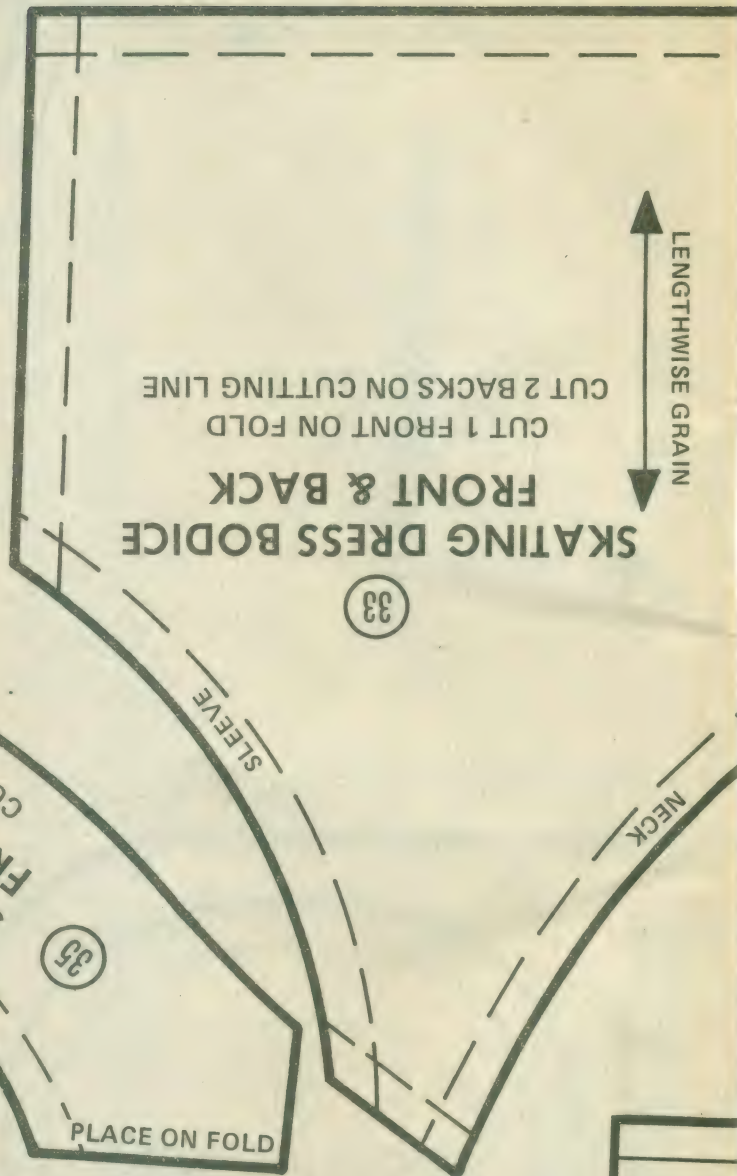 33
SKATING DRESS BODICE
FRONT & BACK
CUT 1 FRONT ON FOLD
CUT 2 BACKS ON CUTTING LINE
LENGTHWISE GRAIN
SLEEVE
NECK
35
PLACE ON FOLD